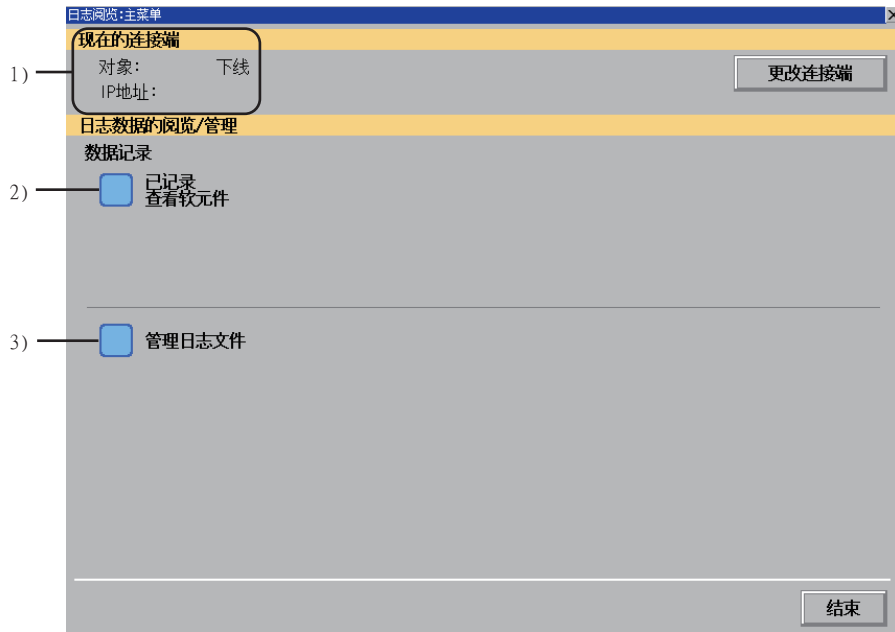 日志阅览:主菜单
现在的连接端
1)
对象: 下线
IP地址:
更改连接端
日志数据的阅览/管理
数据记录
2)
已记录
查看软元件
3)
管理日志文件
结束